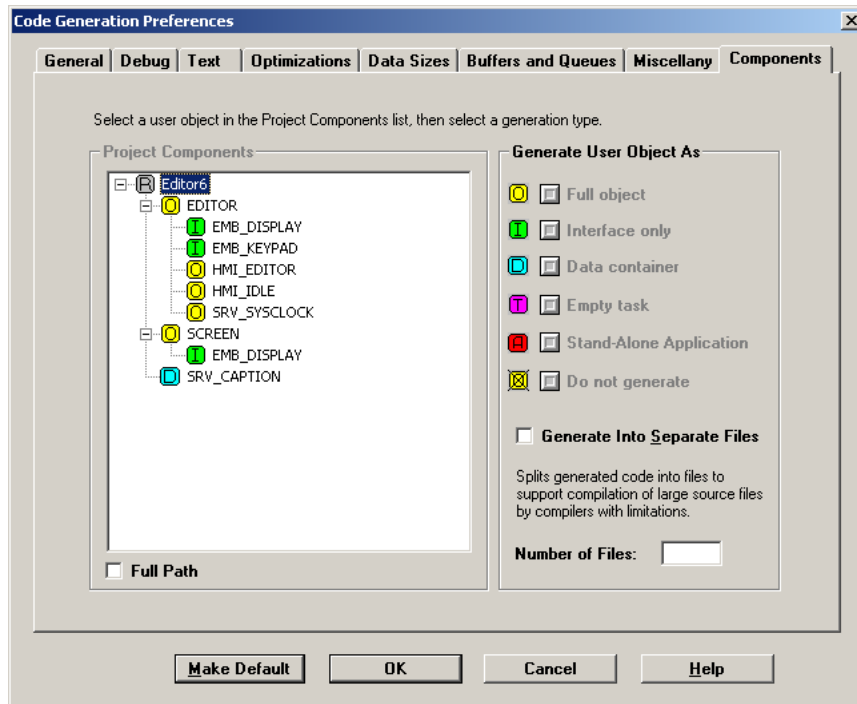 Code Generation Preferences
General Debug Text Optimizations Data Sizes Buffers and Queues Miscellany Components
Select a user object in the Project Components list, then select a generation type.
Project Components
R Editor6
O EDITOR
I EMB_DISPLAY
I EMB_KEYPAD
O HMI_EDITOR
O HMI_IDLE
O SRV_SYSCLOCK
O SCREEN
I EMB_DISPLAY
D SRV_CAPTION
Full Path
Generate User Object As
O Full object
I Interface only
D Data container
T Empty task
A Stand-Alone Application
Do not generate
Generate Into Separate Files
Splits generated code into files to
support compilation of large source files
by compilers with limitations.
Number of Files:
Make Default OK Cancel Help